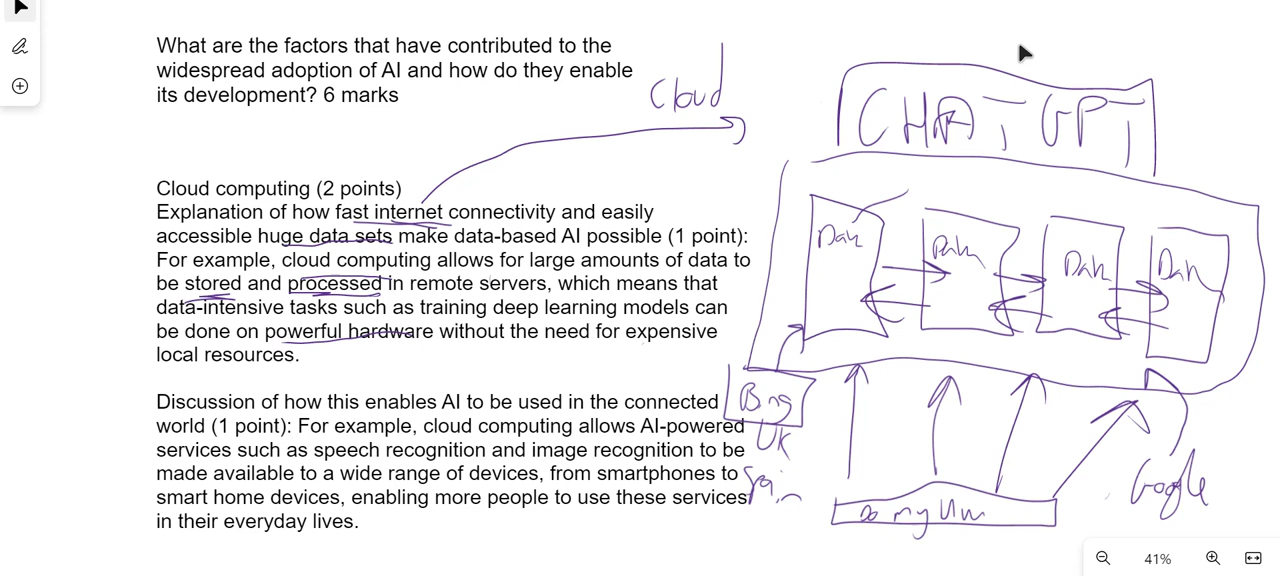 What are the factors that have contributed to the
widespread adoption of AI and how do they enable
its development? 6 marks
Cloud
CHAT GPT
Cloud computing (2 points)
Explanation of how fast internet connectivity and easily
accessible huge data sets make data-based AI possible (1 point):
For example, cloud computing allows for large amounts of data to
be stored and processed in remote servers, which means that
data-intensive tasks such as training deep learning models can
be done on powerful hardware without the need for expensive
local resources.
Discussion of how this enables AI to be used in the connected
world (1 point): For example, cloud computing allows AI-powered
services such as speech recognition and image recognition to be
made available to a wide range of devices, from smartphones to
smart home devices, enabling more people to use these services
in their everyday lives.
Bing
UK
Google
my
41%